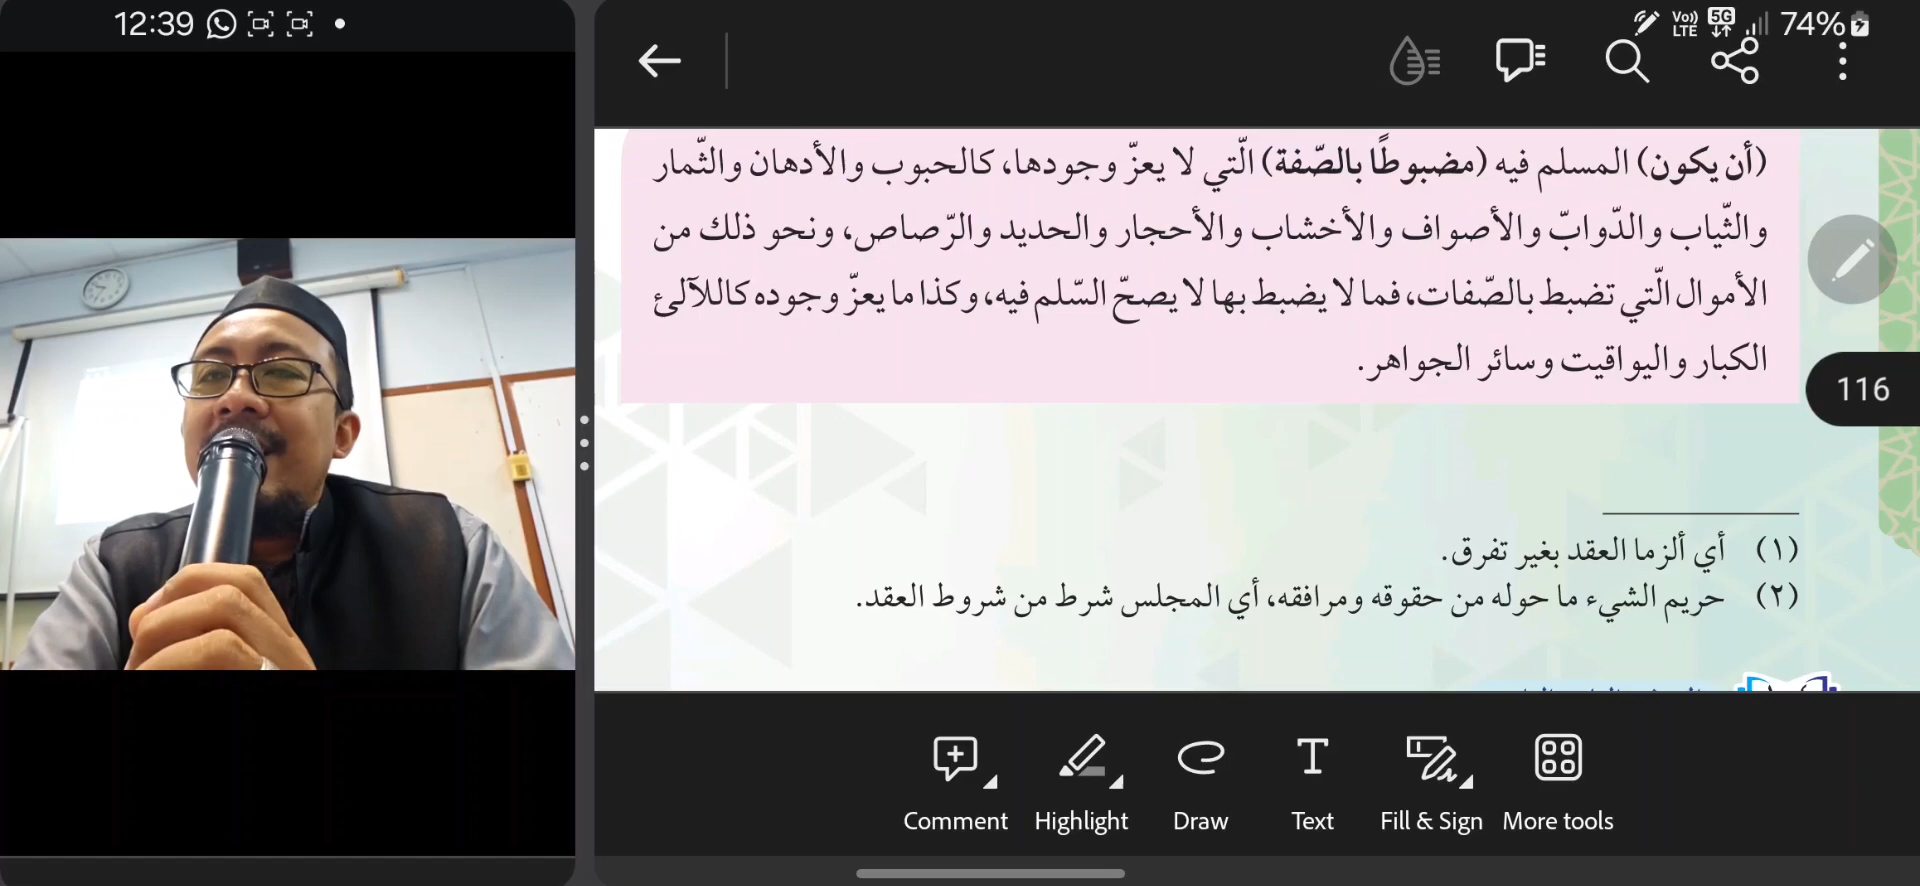 12:39
Vo))
LTE
5G
74%
(أن يكون) المسلم فيه (مضبوطًا بالصّفة) الّتي لا يعزّ وجودها، كالحبوب والأدهان والثّمار
والثّياب والدّوابّ والأصواف والأخشاب والأحجار والحديد والرّصاص، ونحو ذلك من
الأموال الّتي تضبط بالصّفات، فما لا يضبط بها لا يصحّ السّلم فيه، وكذا ما يعزّ وجوده كاللآلئ
الكبار واليواقيت وسائر الجواهر.
116
(١) أي ألزما العقد بغير تفرق.
(٢) حريم الشيء ما حوله من حقوقه ومرافقه، أي المجلس شرط من شروط العقد.
Comment
Highlight
Draw
Text
Fill & Sign
More tools